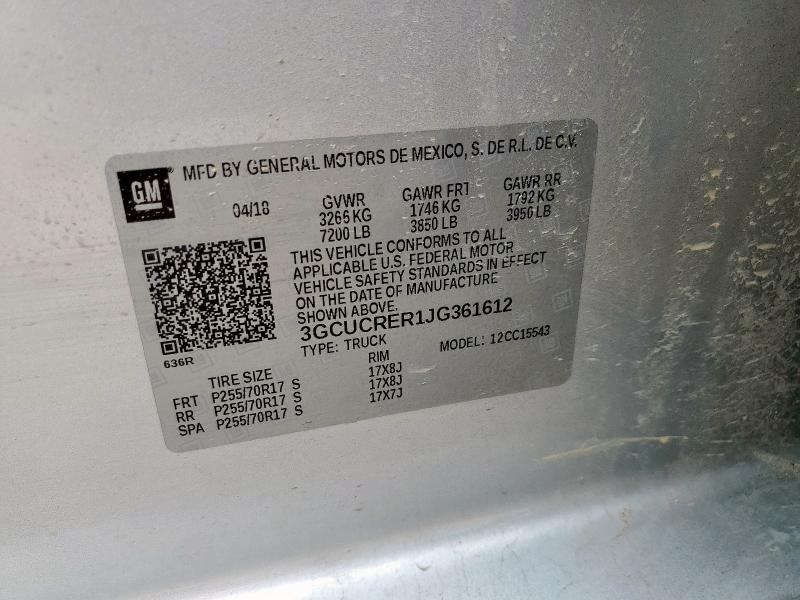 GM® MFD BY GENERAL MOTORS DE MEXICO, S. DE R.L. DE C.V.
04/18 GVWR GAWR FRT GAWR RR
3266 KG 1746 KG 1792 KG
7200 LB 3850 LB 3950 LB
THIS VEHICLE CONFORMS TO ALL
APPLICABLE U.S. FEDERAL MOTOR
VEHICLE SAFETY STANDARDS IN EFFECT
ON THE DATE OF MANUFACTURE
SHOWN ABOVE.
3GCUCRER1JG361612
TYPE: TRUCK MODEL: 12CC15543
636R
TIRE SIZE RIM
FRT P255/70R17 S 17X8J
RR P255/70R17 S 17X8J
SPA P255/70R17 S 17X7J